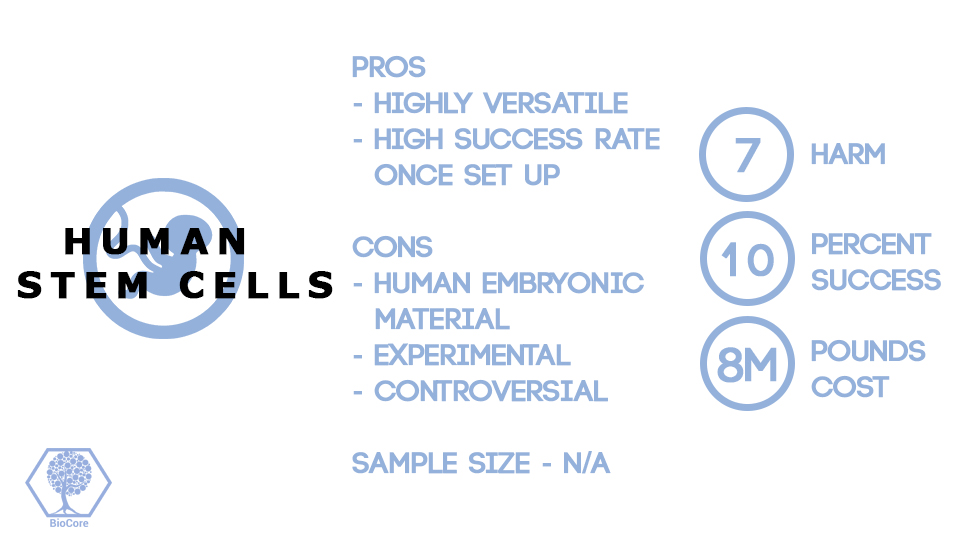 HUMAN
STEM CELLS
PROS
- HIGHLY VERSATILE
- HIGH SUCCESS RATE
ONCE SET UP
CONS
- HUMAN EMBRYONIC
MATERIAL
- EXPERIMENTAL
- CONTROVERSIAL
SAMPLE SIZE - N/A
7
HARM
10
PERCENT
SUCCESS
8M
POUNDS
COST
BioCore